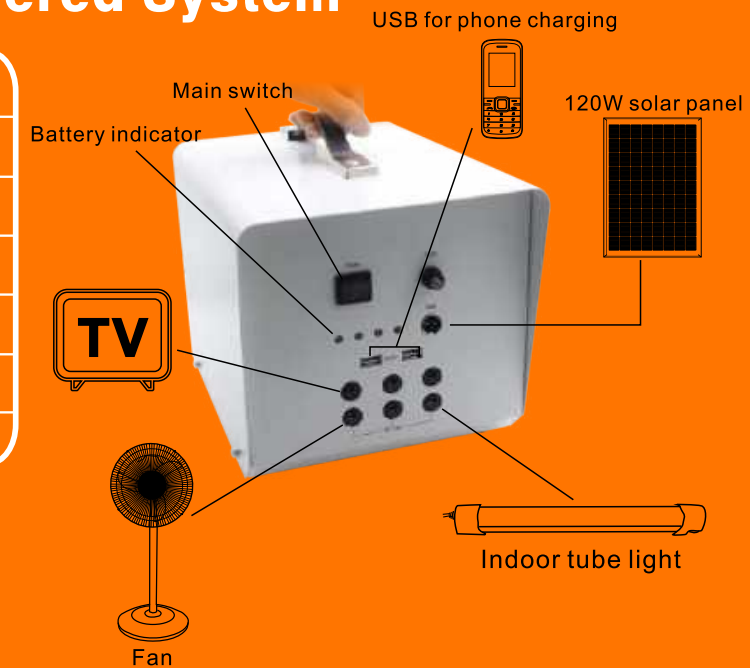 ered System
USB for phone charging
Main switch
120W solar panel
Battery indicator
TV
Indoor tube light
Fan